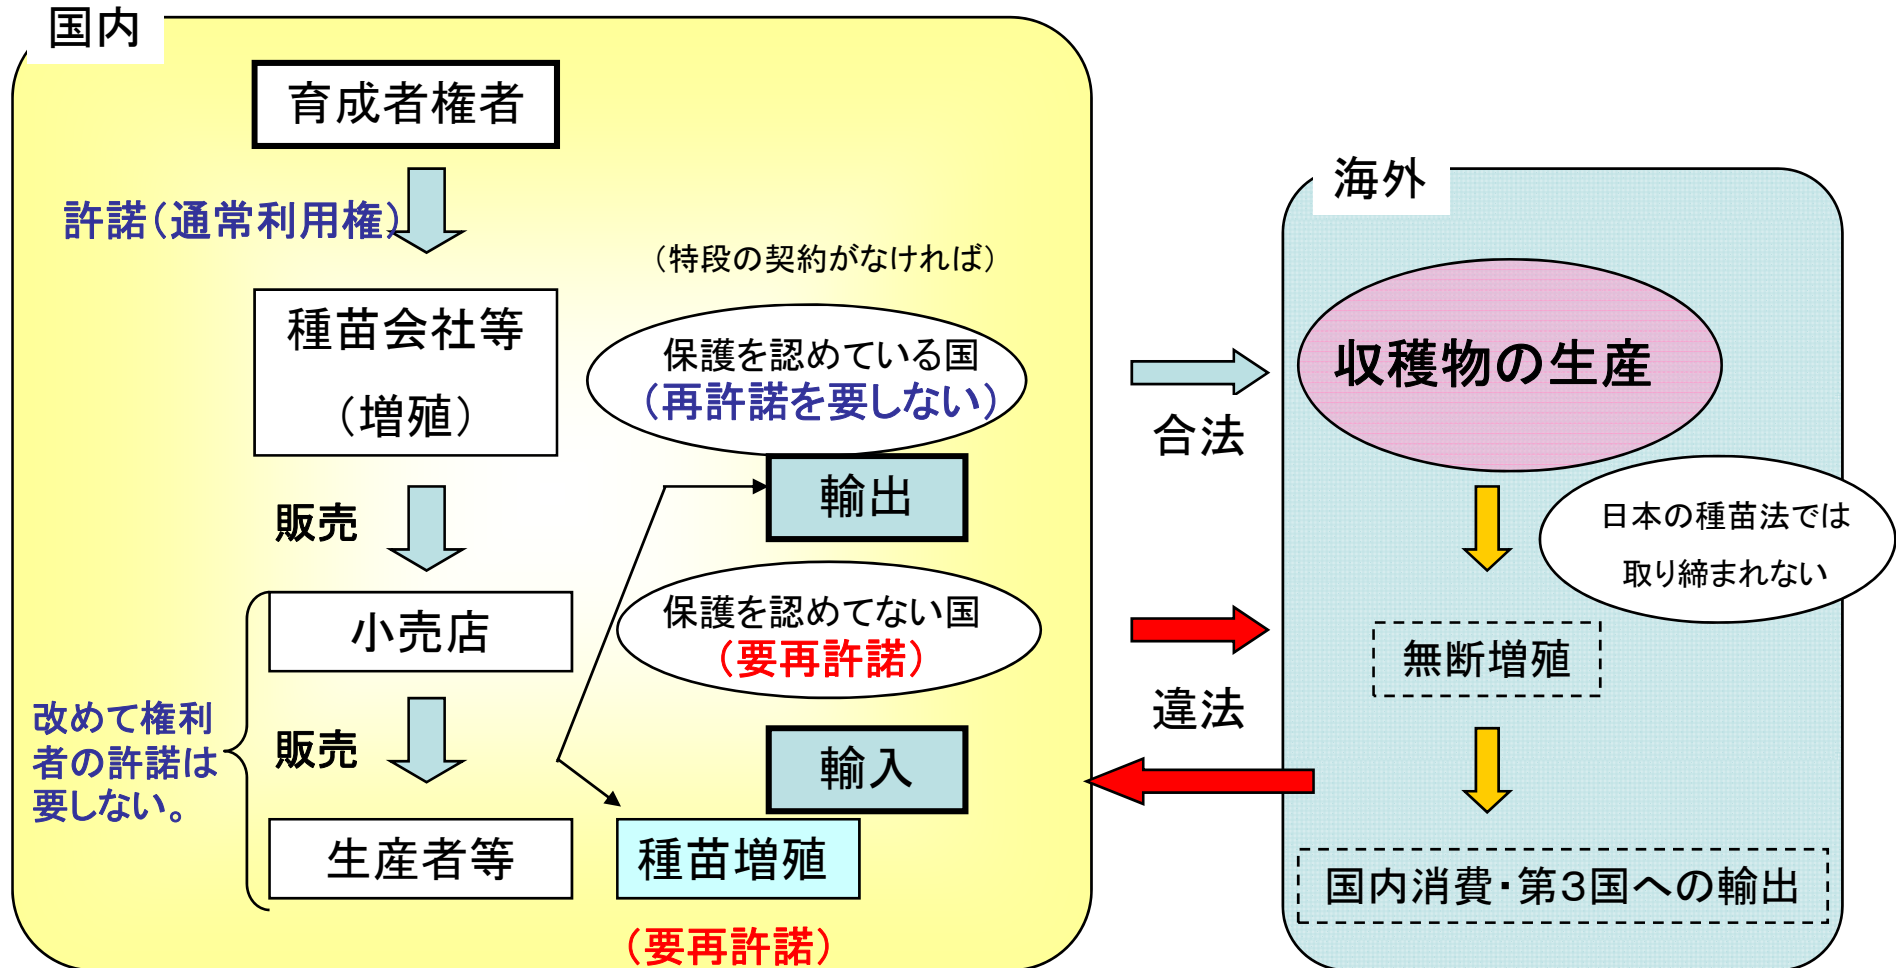 国内
育成者権者
許諾(通常利用権)
種苗会社等
(増殖)
販売
小売店
改めて権利
者の許諾は
要しない。
販売
生産者等
(特段の契約がなければ)
保護を認めている国
(再許諾を要しない)
輸出
保護を認めてない国
(要再許諾)
輸入
種苗増殖
(要再許諾)
合法
違法
海外
収穫物の生産
日本の種苗法では
取り締まれない
無断増殖
国内消費・第3国への輸出